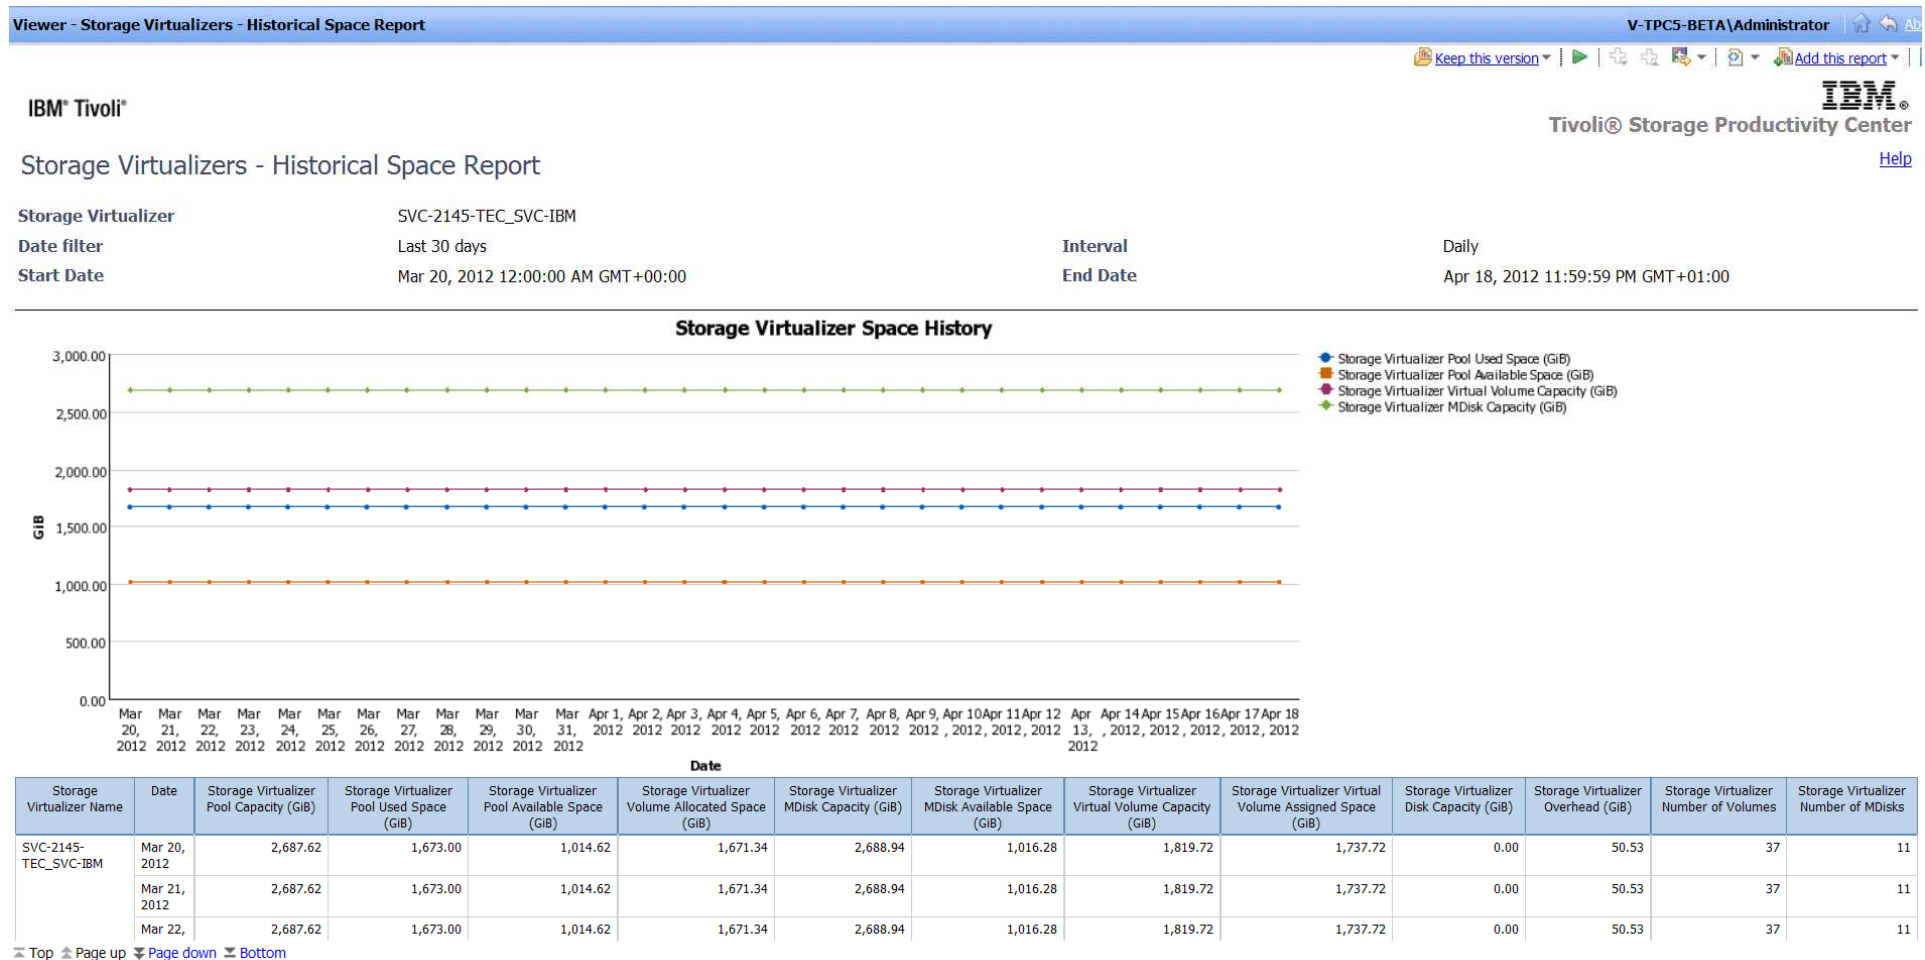 Viewer - Storage Virtualizers - Historical Space Report
V-TPC5-BETA\Administrator
Keep this version
Add this report
IBM® Tivoli®
IBM®
Tivoli® Storage Productivity Center
Storage Virtualizers - Historical Space Report
Help
Storage Virtualizer SVC-2145-TEC_SVC-IBM
Date filter Last 30 days Interval Daily
Start Date Mar 20, 2012 12:00:00 AM GMT+00:00 End Date Apr 18, 2012 11:59:59 PM GMT+01:00
Storage Virtualizer Space History
3,000.00
2,500.00
2,000.00
1,500.00
1,000.00
500.00
0.00
GiB
Storage Virtualizer Pool Used Space (GiB)
Storage Virtualizer Pool Available Space (GiB)
Storage Virtualizer Virtual Volume Capacity (GiB)
Storage Virtualizer MDisk Capacity (GiB)
Mar Mar Mar Mar Mar Mar Mar Mar Mar Mar Mar Mar Apr 1, Apr 2, Apr 3, Apr 4, Apr 5, Apr 6, Apr 7, Apr 8, Apr 9, Apr 10 Apr 11 Apr 12 Apr Apr 14 Apr 15 Apr 16 Apr 17 Apr 18
20, 21, 22, 23, 24, 25, 26, 27, 28, 29, 30, 31, 2012 2012 2012 2012 2012 2012 2012 2012 2012 , 2012 , 2012 , 2012 13, , 2012 , 2012 , 2012 , 2012 , 2012
2012 2012 2012 2012 2012 2012 2012 2012 2012 2012 2012 2012 2012
Date
Storage Virtualizer Name Date Storage Virtualizer Pool Capacity (GiB) Storage Virtualizer Pool Used Space (GiB) Storage Virtualizer Pool Available Space (GiB) Storage Virtualizer Volume Allocated Space (GiB) Storage Virtualizer MDisk Capacity (GiB) Storage Virtualizer MDisk Available Space (GiB) Storage Virtualizer Virtual Volume Capacity (GiB) Storage Virtualizer Virtual Volume Assigned Space (GiB) Storage Virtualizer Disk Capacity (GiB) Storage Virtualizer Overhead (GiB) Storage Virtualizer Number of Volumes Storage Virtualizer Number of MDisks
SVC-2145-TEC_SVC-IBM Mar 20, 2012 2,687.62 1,673.00 1,014.62 1,671.34 2,688.94 1,016.28 1,819.72 1,737.72 0.00 50.53 37 11
Mar 21, 2012 2,687.62 1,673.00 1,014.62 1,671.34 2,688.94 1,016.28 1,819.72 1,737.72 0.00 50.53 37 11
Mar 22, 2,687.62 1,673.00 1,014.62 1,671.34 2,688.94 1,016.28 1,819.72 1,737.72 0.00 50.53 37 11
Top Page up Page down Bottom